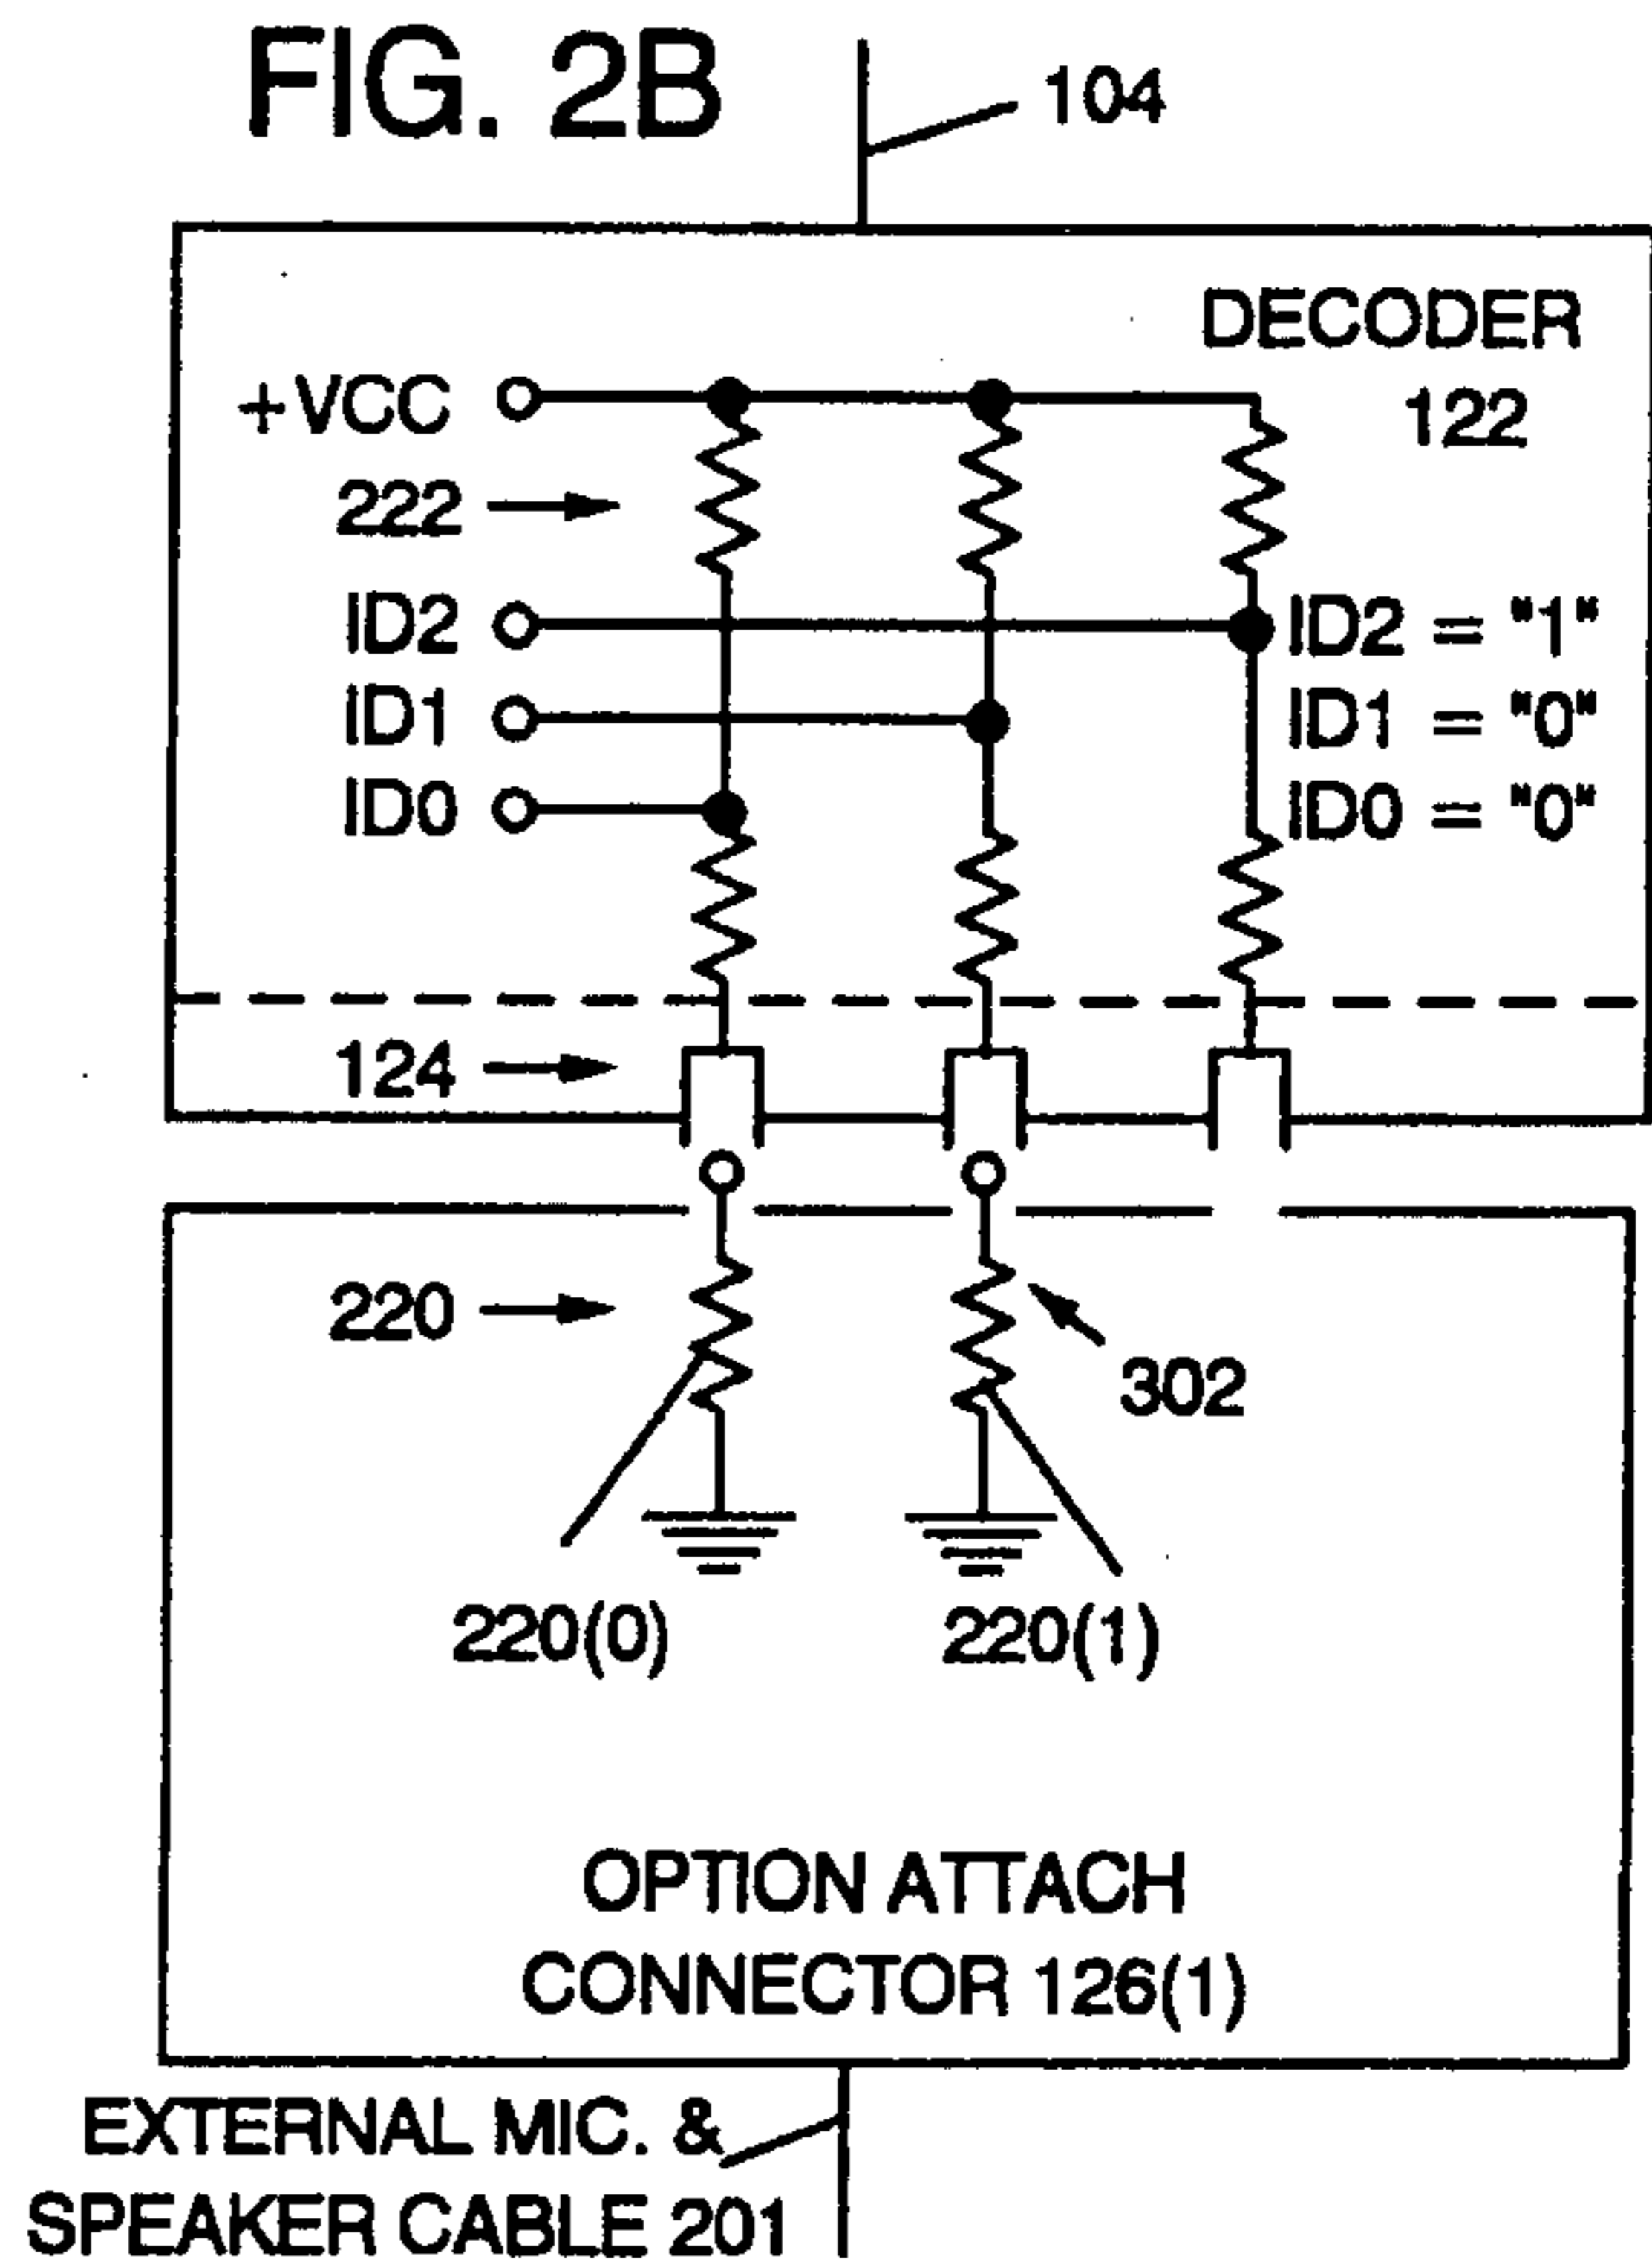 FIG. 2B
104
DECODER
122
+VCC
222
ID2
ID2 = "1"
ID1
ID1 = "0"
ID0
ID0 = "0"
124
220
302
220(0)
220(1)
OPTION ATTACH
CONNECTOR 126(1)
EXTERNAL MIC. &
SPEAKER CABLE 201